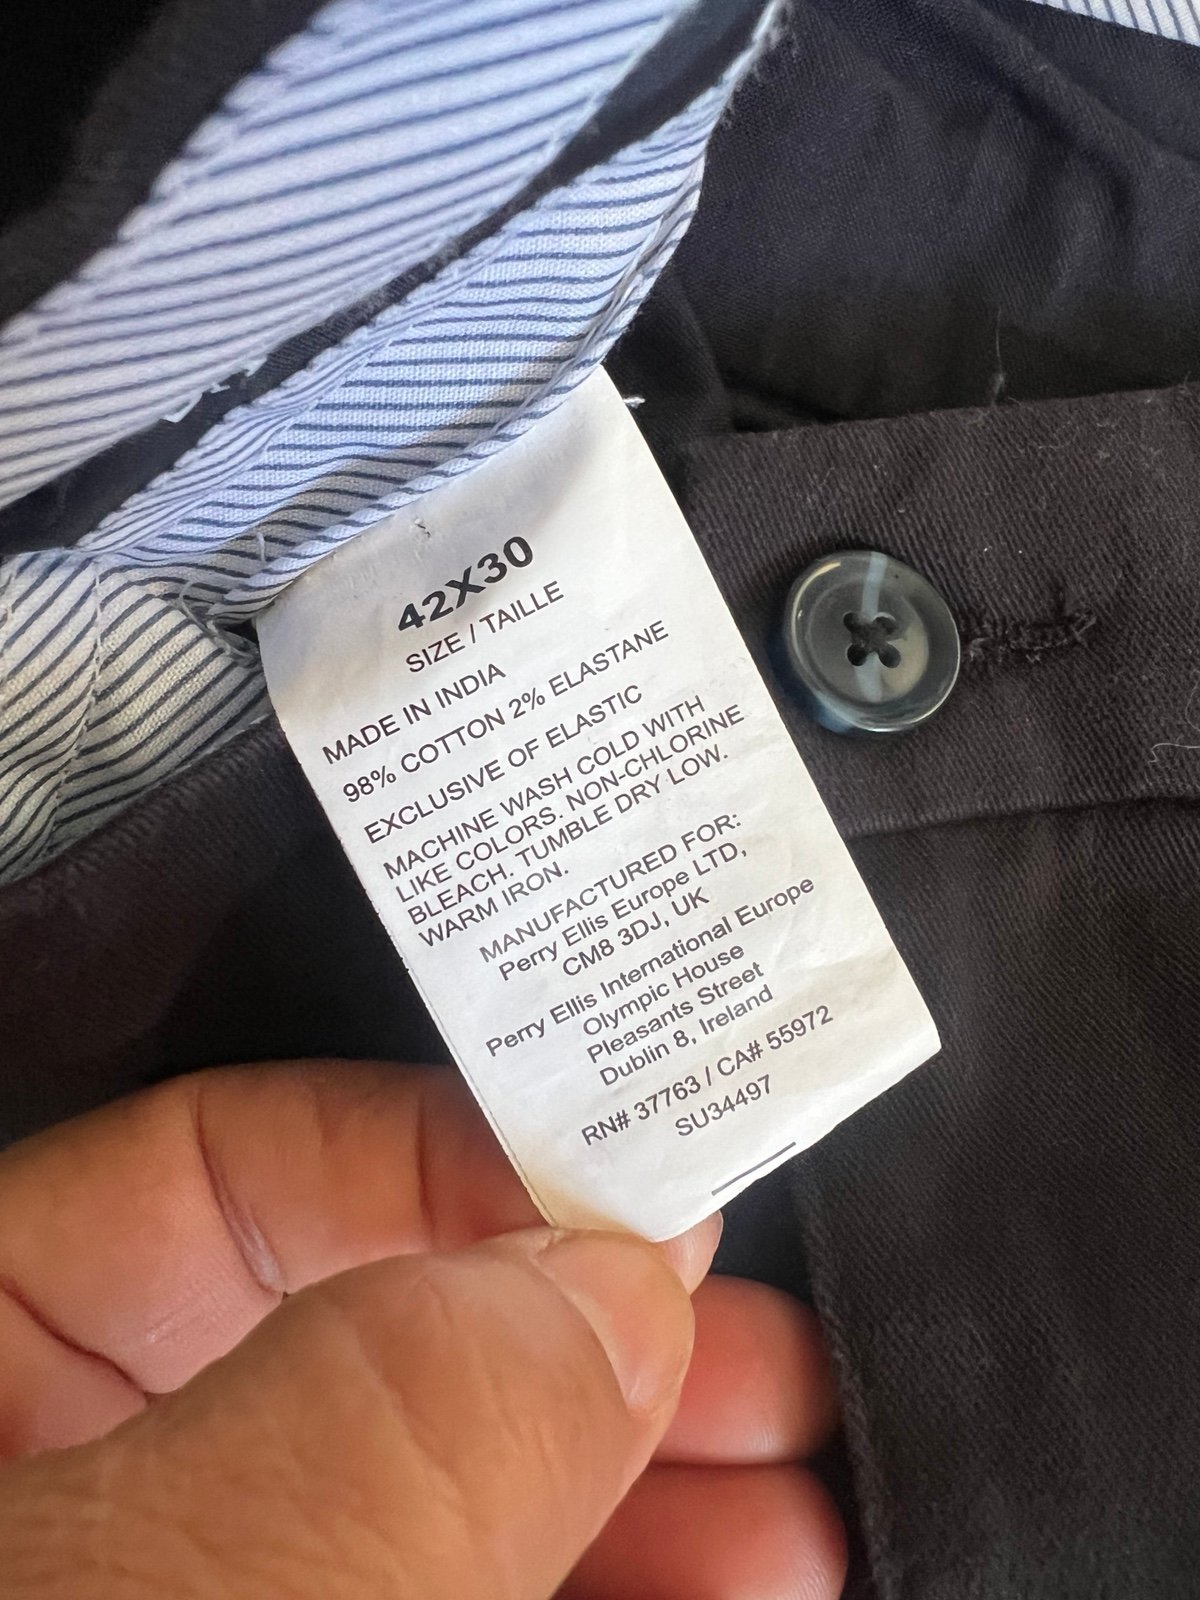 42X30
SIZE / TAILLE
MADE IN INDIA
98% COTTON 2% ELASTANE
EXCLUSIVE OF ELASTIC
MACHINE WASH COLD WITH
LIKE COLORS. NON-CHLORINE
BLEACH. TUMBLE DRY LOW.
WARM IRON.
MANUFACTURED FOR:
Perry Ellis Europe LTD,
CM8 3DJ, UK
Perry Ellis International Europe
Olympic House
Pleasants Street
Dublin 8, Ireland
RN# 37763 / CA# 55972
SU34497